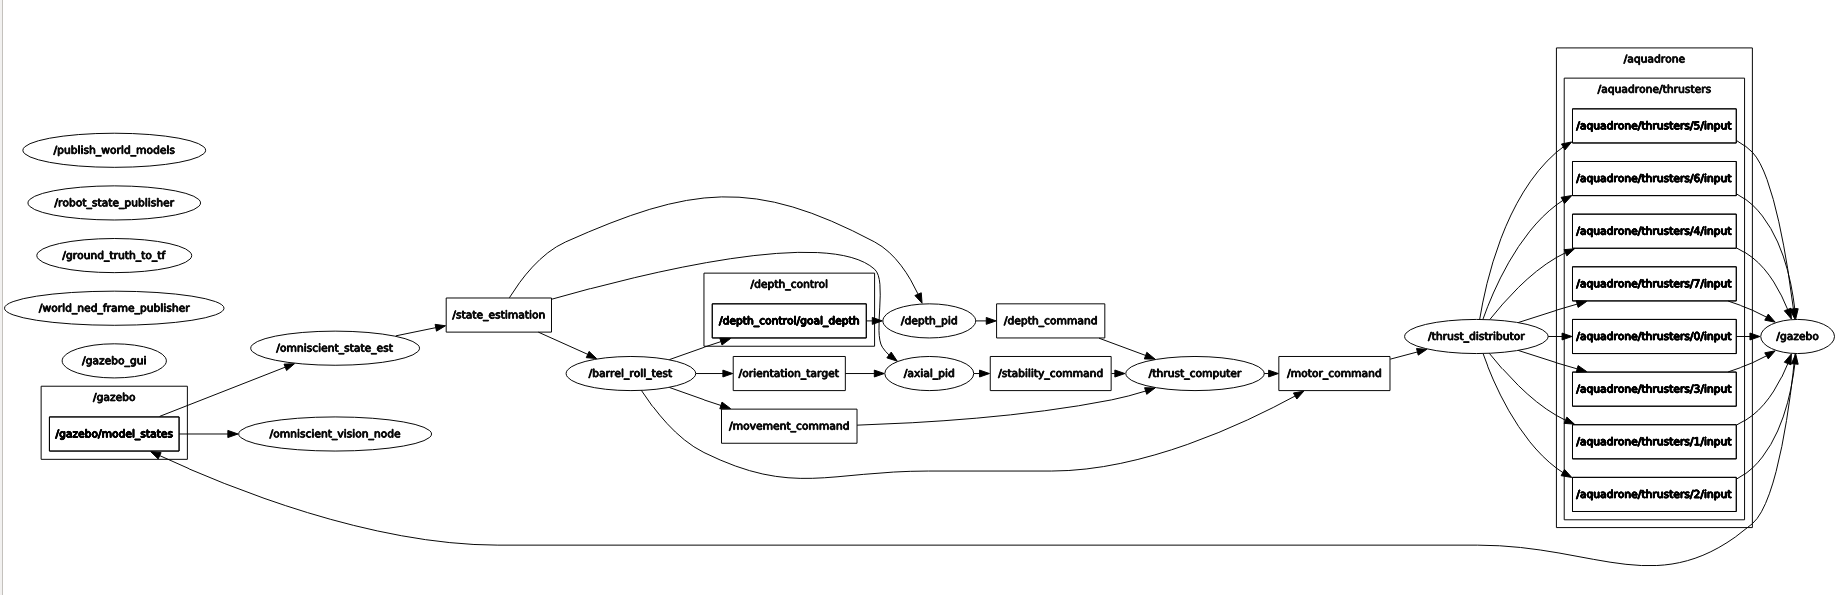 /publish_world_models
/robot_state_publisher
/ground_truth_to_tf
/world_ned_frame_publisher
/gazebo_gui
/gazebo
/gazebo/model_states
/omniscient_state_est
/omniscient_vision_node
/state_estimation
/barrel_roll_test
/depth_control
/depth_control/goal_depth
/orientation_target
/movement_command
/depth_pid
/axial_pid
/depth_command
/stability_command
/thrust_computer
/motor_command
/thrust_distributor
/aquadrone
/aquadrone/thrusters
/aquadrone/thrusters/5/input
/aquadrone/thrusters/6/input
/aquadrone/thrusters/4/input
/aquadrone/thrusters/7/input
/aquadrone/thrusters/0/input
/aquadrone/thrusters/3/input
/aquadrone/thrusters/1/input
/aquadrone/thrusters/2/input
/gazebo